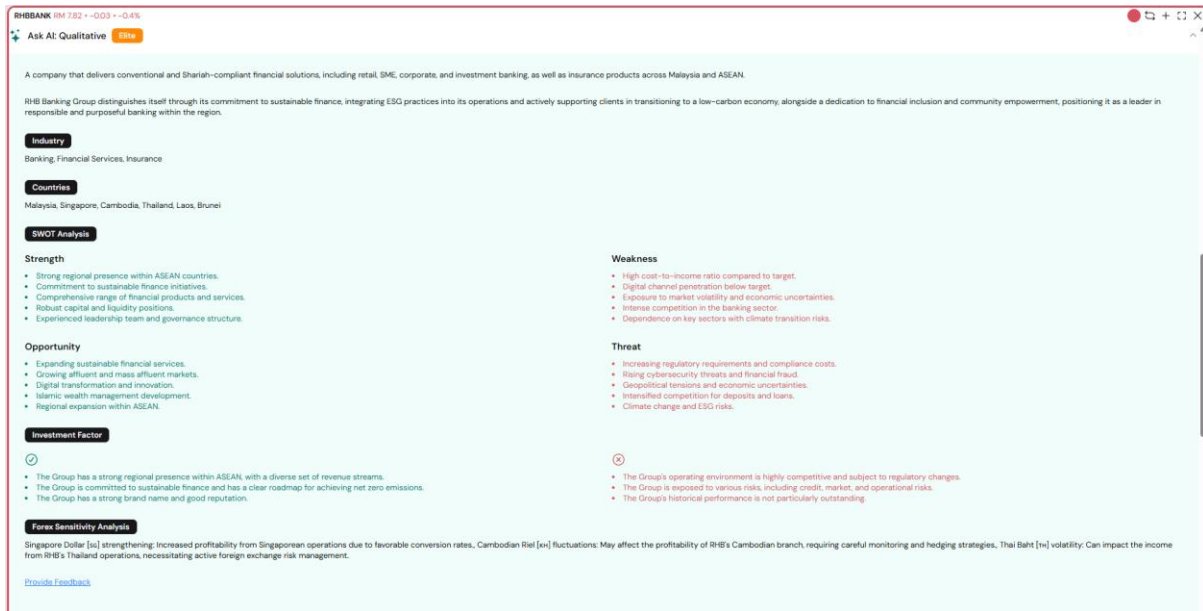 RHBBANK RM 7.82 • -0.03 • -0.4%
Ask AI: Qualitative Elite
A company that delivers conventional and Shariah-compliant financial solutions, including retail, SME, corporate, and investment banking, as well as insurance products across Malaysia and ASEAN.
RHB Banking Group distinguishes itself through its commitment to sustainable finance, integrating ESG practices into its operations and actively supporting clients in transitioning to a low-carbon economy, alongside a dedication to financial inclusion and community empowerment, positioning it as a leader in
responsible and purposeful banking within the region.
Industry
Banking, Financial Services, Insurance
Countries
Malaysia, Singapore, Cambodia, Thailand, Laos, Brunei
SWOT Analysis
Strength
• Strong regional presence within ASEAN countries.
• Commitment to sustainable finance initiatives.
• Comprehensive range of financial products and services.
• Robust capital and liquidity positions.
• Experienced leadership team and governance structure.
Weakness
• High cost-to-income ratio compared to target.
• Digital channel penetration below target.
• Exposure to market volatility and economic uncertainties.
• Intense competition in the banking sector.
• Dependence on key sectors with climate transition risks.
Opportunity
• Expanding sustainable financial services.
• Growing affluent and mass affluent markets.
• Digital transformation and innovation.
• Islamic wealth management development.
• Regional expansion within ASEAN.
Threat
• Increasing regulatory requirements and compliance costs.
• Rising cybersecurity threats and financial fraud.
• Geopolitical tensions and economic uncertainties.
• Intensified competition for deposits and loans.
• Climate change and ESG risks.
Investment Factor
• The Group has a strong regional presence within ASEAN, with a diverse set of revenue streams.
• The Group is committed to sustainable finance and has a clear roadmap for achieving net zero emissions.
• The Group has a strong brand name and good reputation.
• The Group's operating environment is highly competitive and subject to regulatory changes.
• The Group is exposed to various risks, including credit, market, and operational risks.
• The Group's historical performance is not particularly outstanding.
Forex Sensitivity Analysis
Singapore Dollar [SG] strengthening: Increased profitability from Singaporean operations due to favorable conversion rates., Cambodian Riel [KH] fluctuations: May affect the profitability of RHB's Cambodian branch, requiring careful monitoring and hedging strategies., Thai Baht [TH] volatility: Can impact the income
from RHB's Thailand operations, necessitating active foreign exchange risk management.
Provide Feedback